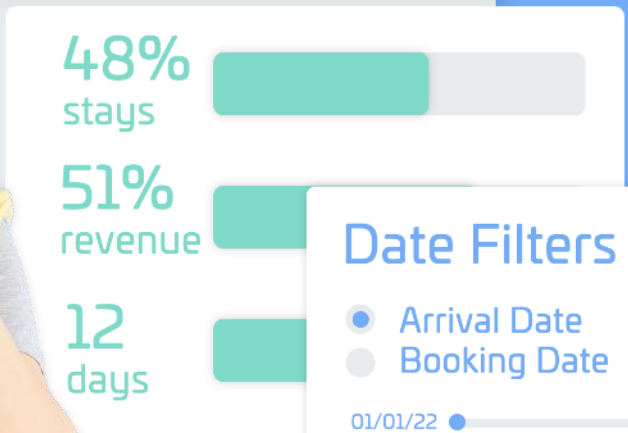 48%
stays
51%
revenue
12
days
Date Filters
Arrival Date
Booking Date
01/01/22